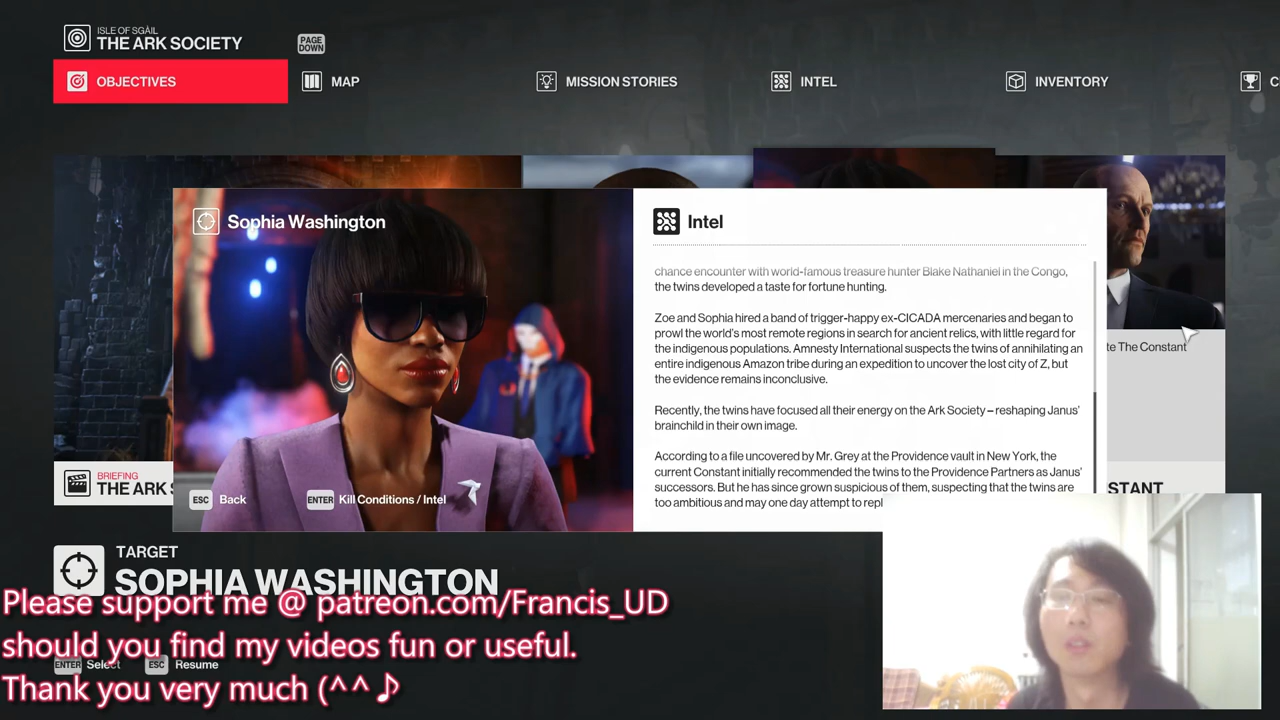 ISLE OF SGÀIL
THE ARK SOCIETY
PAGE DOWN
OBJECTIVES
MAP
MISSION STORIES
INTEL
INVENTORY
C
Sophia Washington
Intel
chance encounter with world-famous treasure hunter Blake Nathaniel in the Congo,
the twins developed a taste for fortune hunting.
Zoe and Sophia hired a band of trigger-happy ex-CICADA mercenaries and began to
prowl the world's most remote regions in search for ancient relics, with little regard for
the indigenous populations. Amnesty International suspects the twins of annihilating an
entire indigenous Amazon tribe during an expedition to uncover the lost city of Z, but
the evidence remains inconclusive.
Recently, the twins have focused all their energy on the Ark Society – reshaping Janus'
brainchild in their own image.
According to a file uncovered by Mr. Grey at the Providence vault in New York, the
current Constant initially recommended the twins to the Providence Partners as Janus'
successors. But he has since grown suspicious of them, suspecting that the twins are
too ambitious and may one day attempt to repl
te The Constant
STANT
BRIEFING
THE ARK S
ESC Back
ENTER Kill Conditions / Intel
TARGET
SOPHIA WASHINGTON
Please support me @ patreon.com/Francis_UD
should you find my videos fun or useful.
ENTER Select
ESC Resume
Thank you very much (^^♪